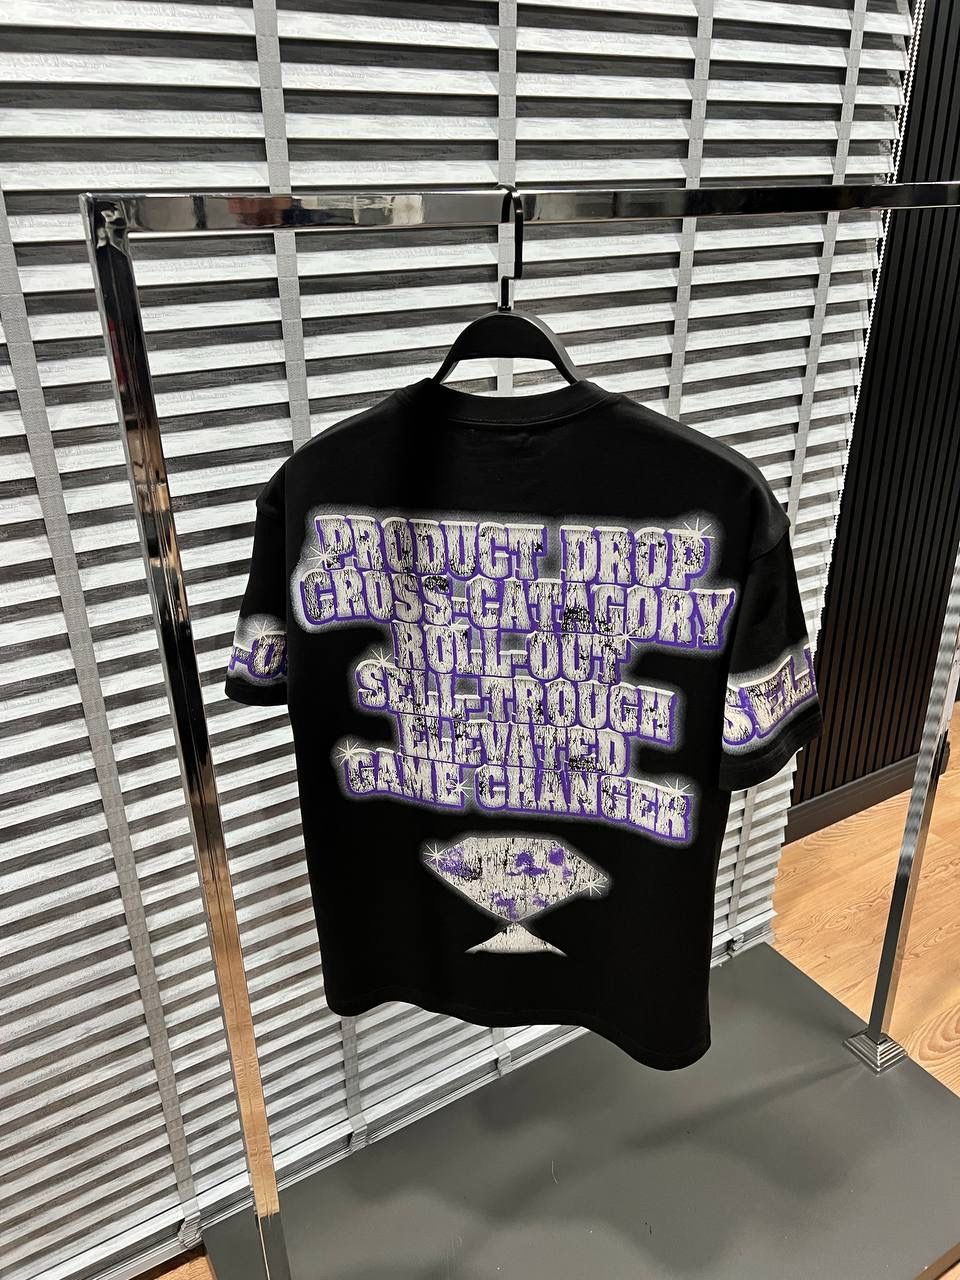 PRODUCT DROP
CROSS-CATAGORY
ROLL-OUT
SELL-TROUGH
ELEVATED
GAME CHANGER